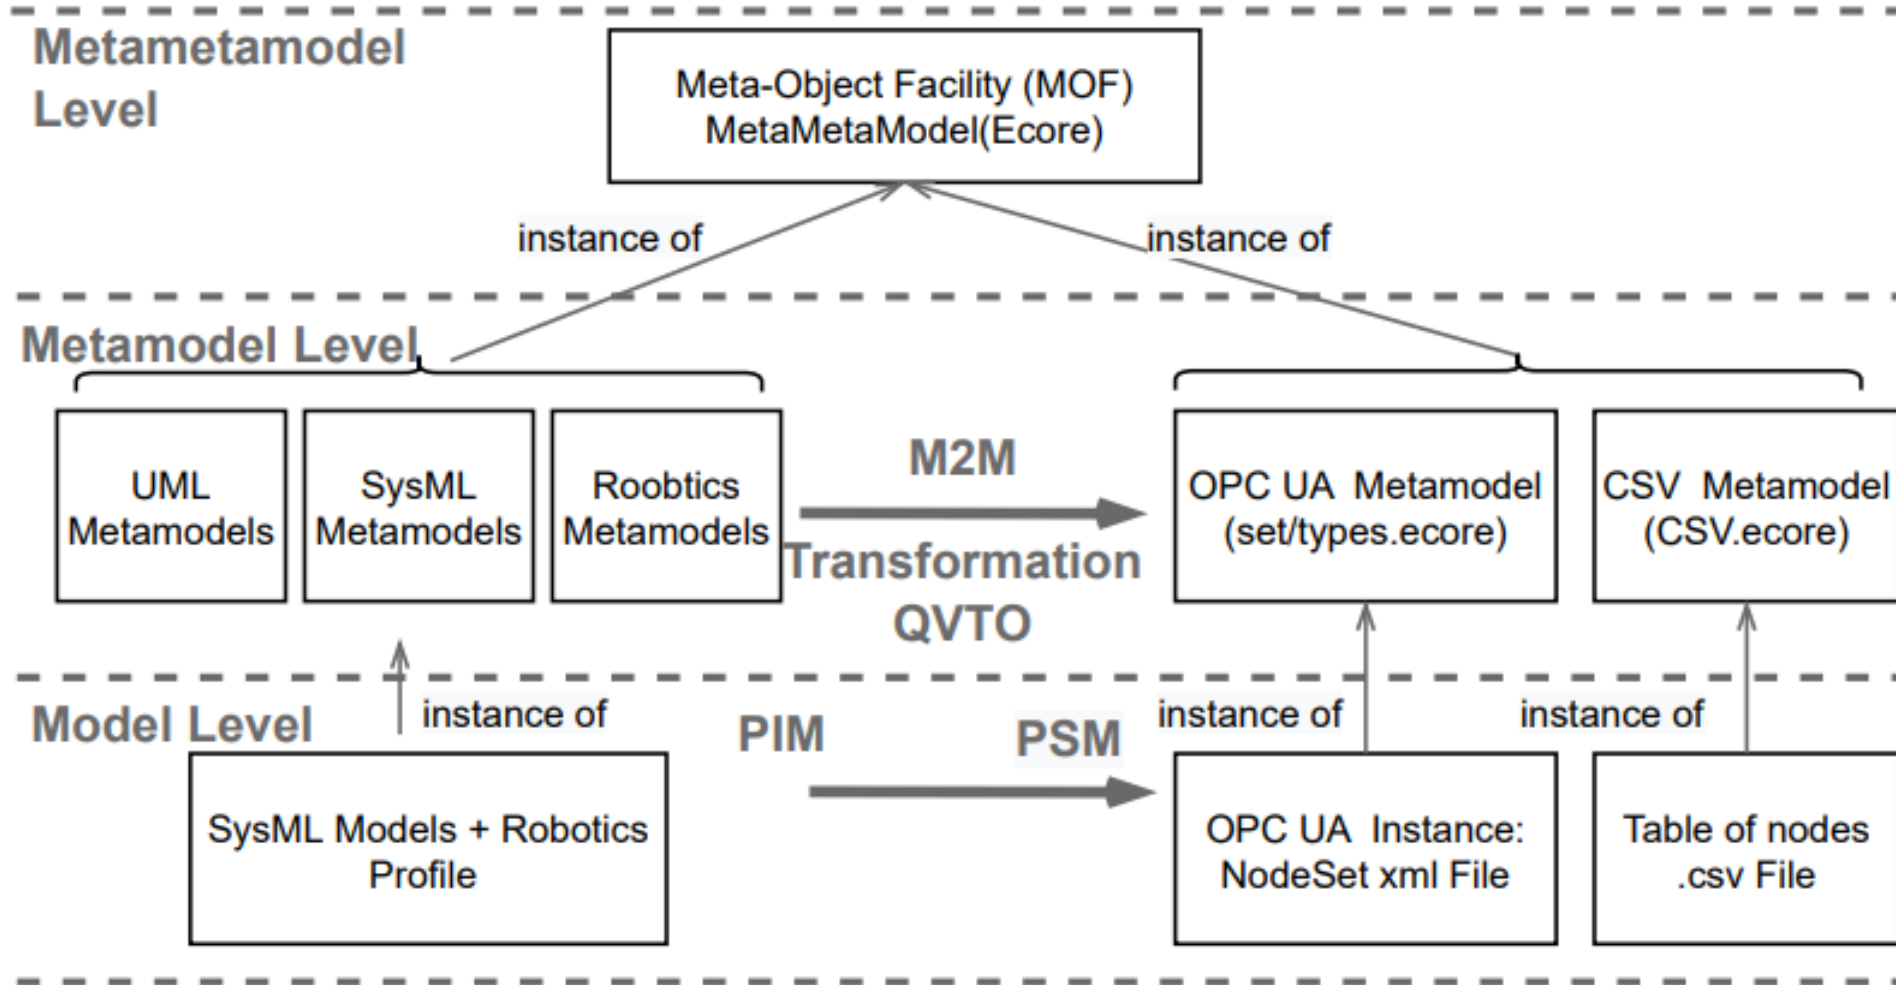 Metametamodel
Level
Meta-Object Facility (MOF)
MetaMetaModel(Ecore)
instance of
instance of
Metamodel Level
UML
Metamodels
SysML
Metamodels
Roobtics
Metamodels
M2M
Transformation
QVTO
OPC UA  Metamodel
(set/types.ecore)
CSV  Metamodel
(CSV.ecore)
Model Level
instance of
PIM
PSM
instance of
instance of
SysML Models + Robotics
Profile
OPC UA  Instance:
NodeSet xml File
Table of nodes
.csv File